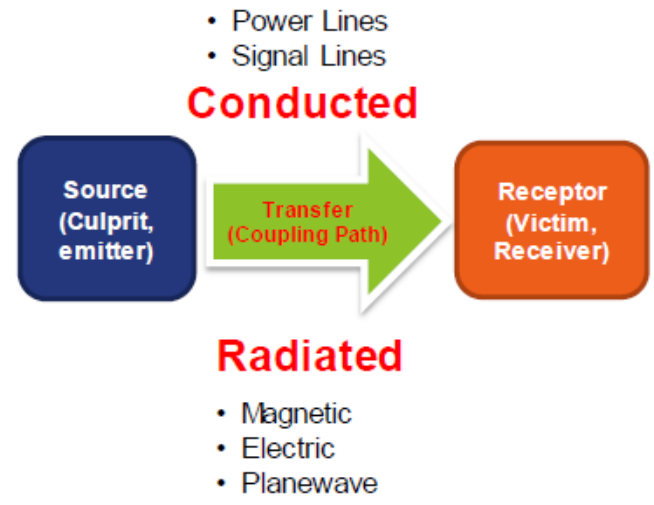 • Power Lines
• Signal Lines
Conducted
Source
(Culprit,
emitter)
Transfer
(Coupling Path)
Receptor
(Victim,
Receiver)
Radiated
• Magnetic
• Electric
• Planewave